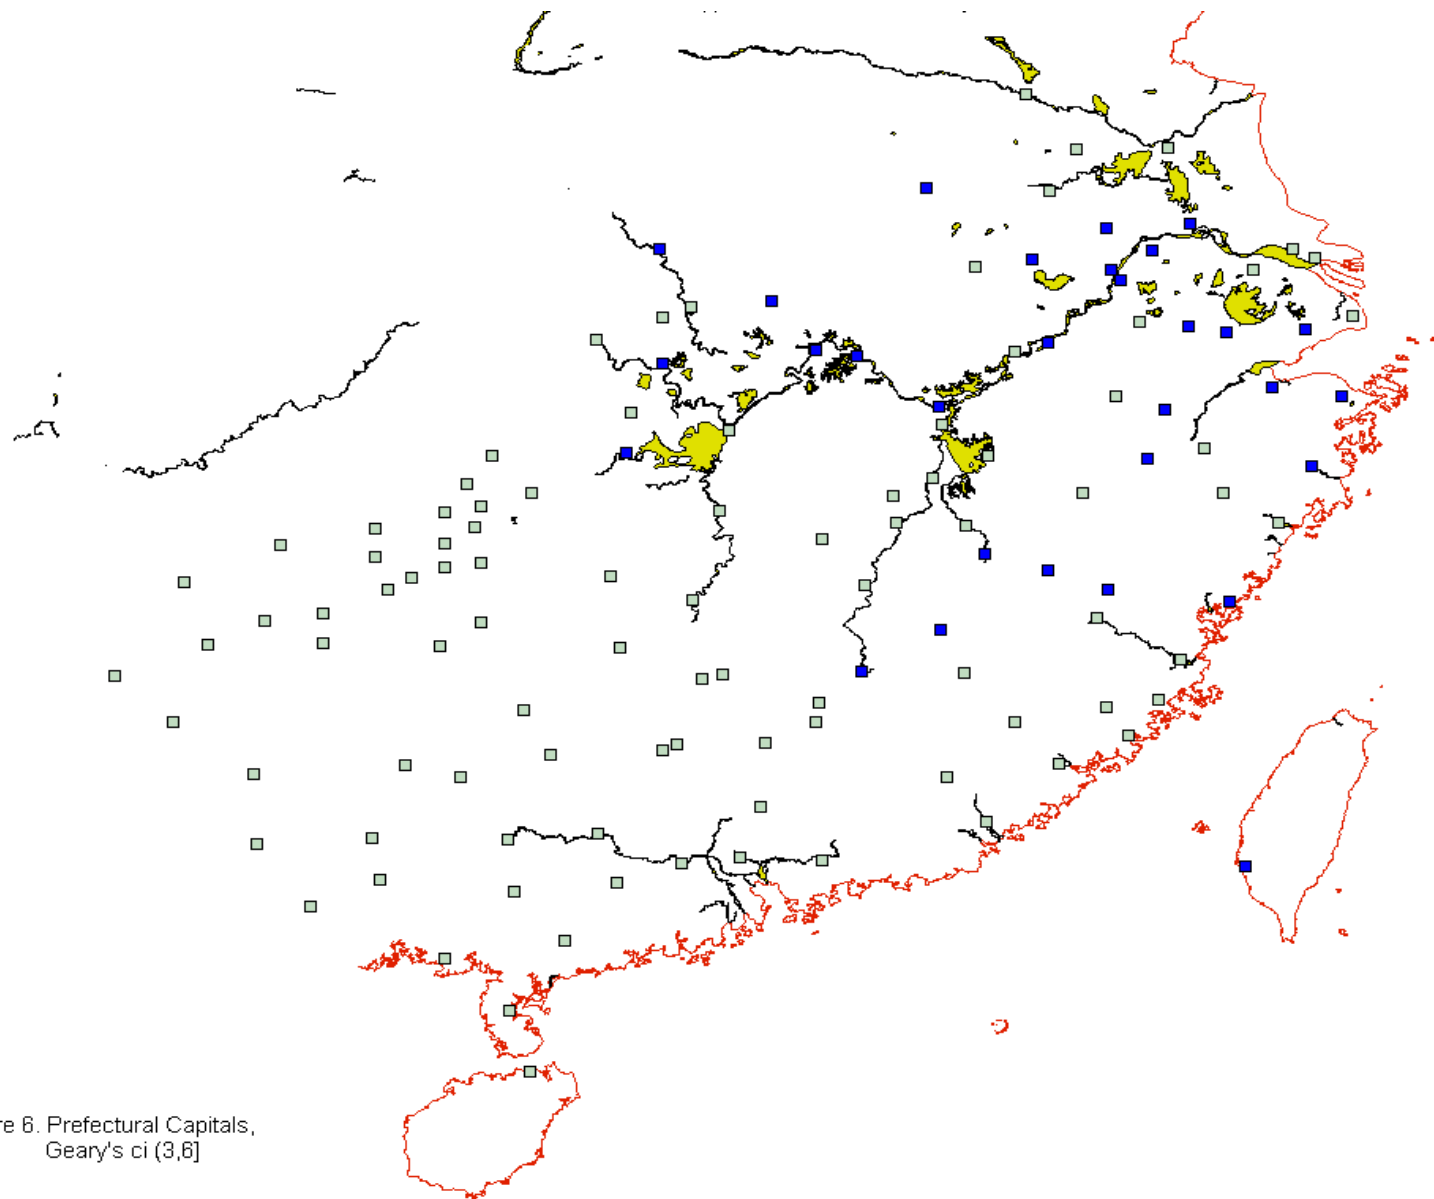 re 6. Prefectural Capitals,
Geary's ci (3,6]